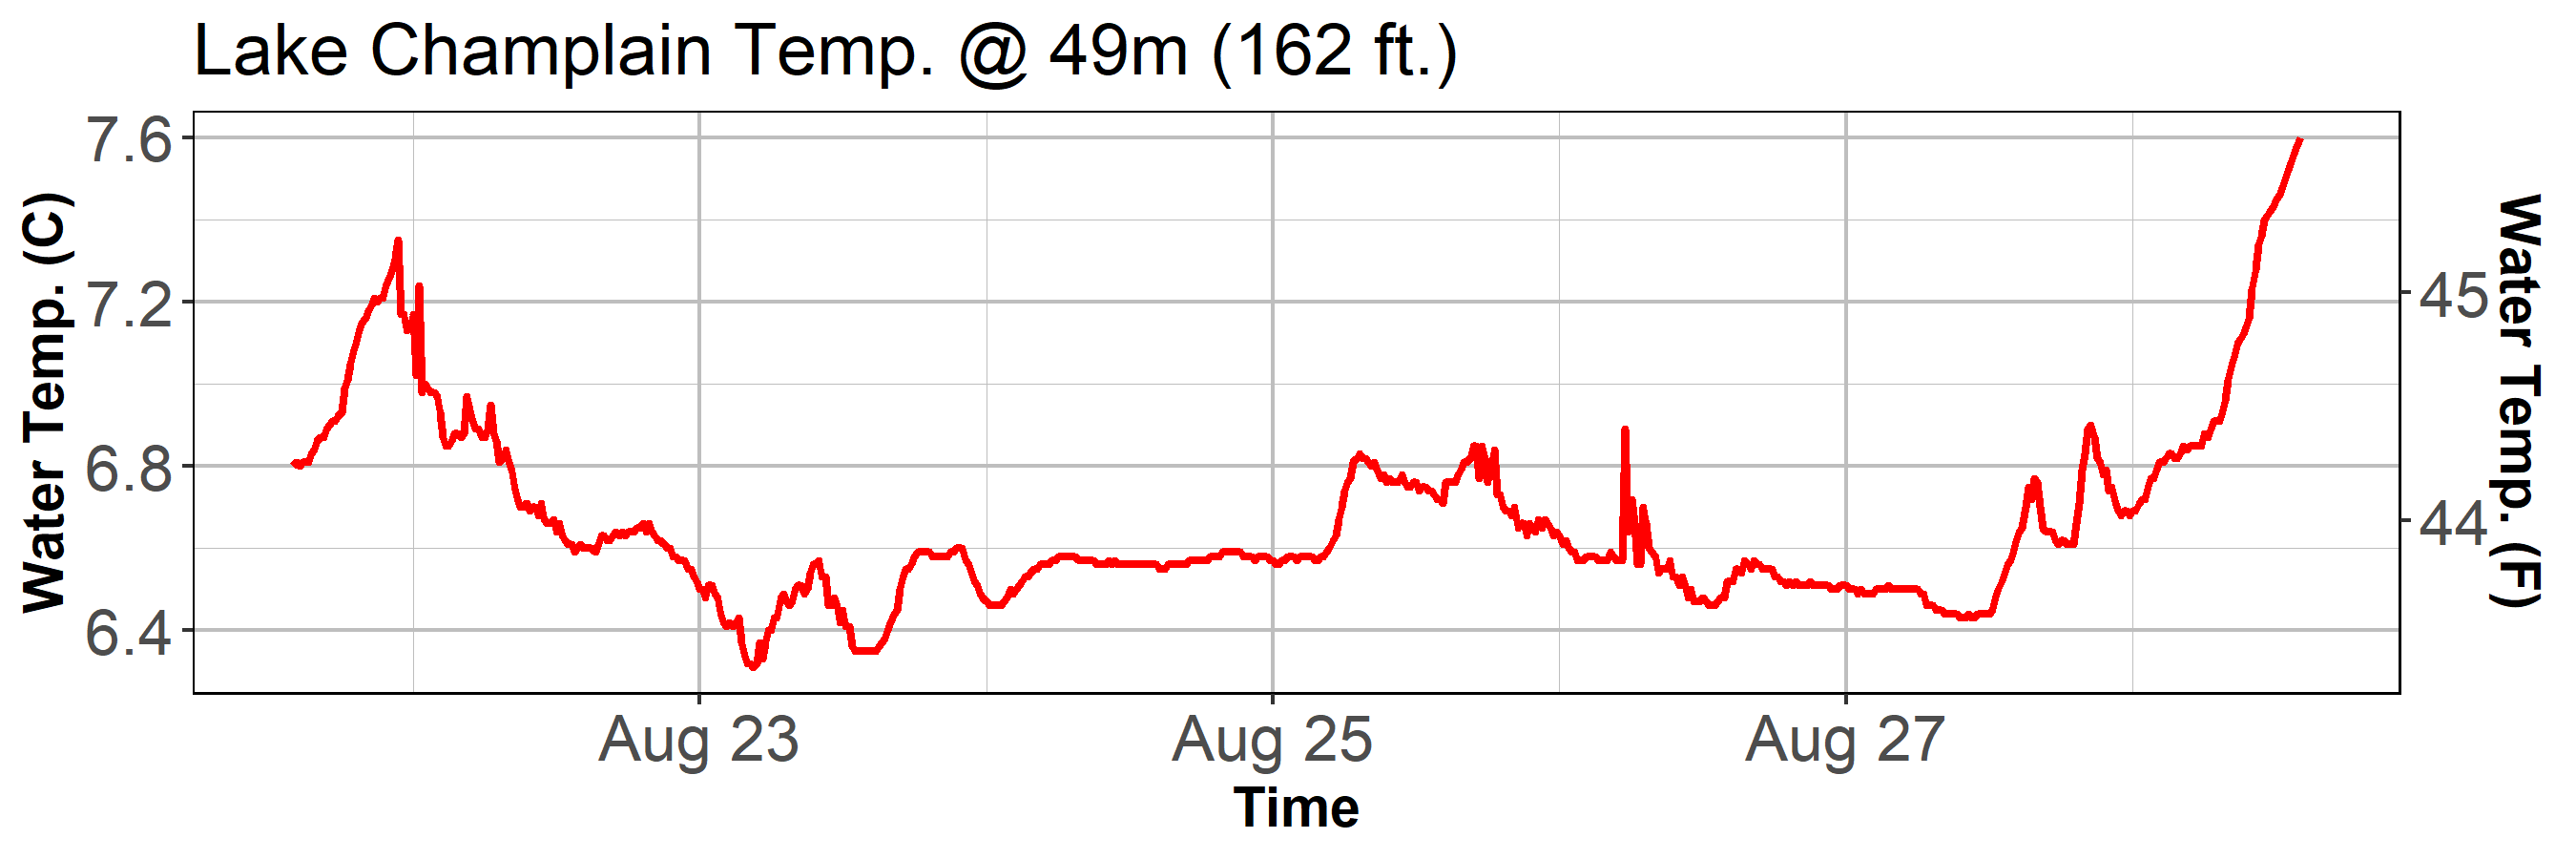 Lake Champlain Temp. @ 49m (162 ft.)
Water Temp. (C)
7.6
7.2
6.8
6.4
45
44
Water Temp. (F)
Aug 23 Aug 25 Aug 27
Time